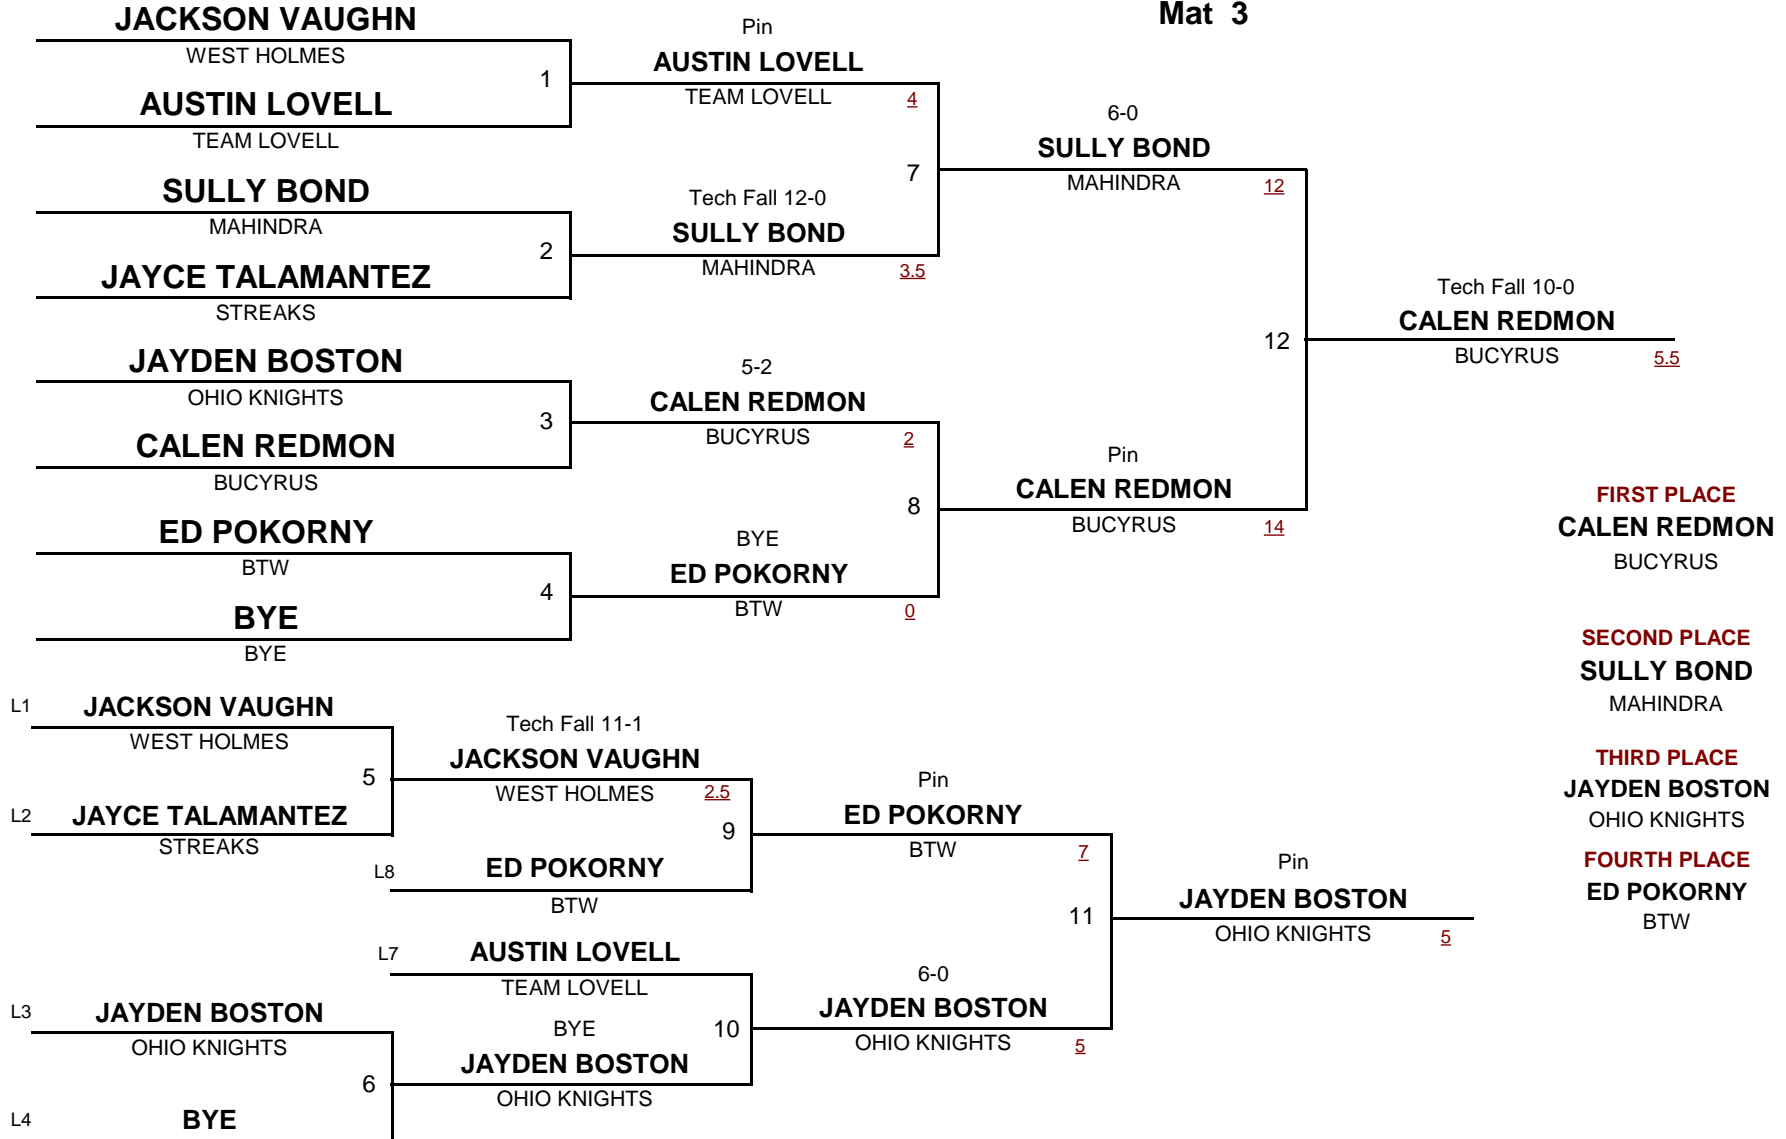 Mat 3
JACKSON VAUGHN
WEST HOLMES
1
AUSTIN LOVELL
TEAM LOVELL
SULLY BOND
MAHINDRA
2
JAYCE TALAMANTEZ
STREAKS
JAYDEN BOSTON
OHIO KNIGHTS
3
CALEN REDMON
BUCYRUS
ED POKORNY
BTW
4
BYE
BYE
Pin
AUSTIN LOVELL
TEAM LOVELL 4
7
Tech Fall 12-0
SULLY BOND
MAHINDRA 3.5
5-2
CALEN REDMON
BUCYRUS 2
8
BYE
ED POKORNY
BTW 0
6-0
SULLY BOND
MAHINDRA 12
12
Pin
CALEN REDMON
BUCYRUS 14
Tech Fall 10-0
CALEN REDMON
BUCYRUS 5.5
FIRST PLACE
CALEN REDMON
BUCYRUS
SECOND PLACE
SULLY BOND
MAHINDRA
THIRD PLACE
JAYDEN BOSTON
OHIO KNIGHTS
FOURTH PLACE
ED POKORNY
BTW
L1 JACKSON VAUGHN
WEST HOLMES
5
L2 JAYCE TALAMANTEZ
STREAKS
L3 JAYDEN BOSTON
OHIO KNIGHTS
6
L4 BYE
Tech Fall 11-1
JACKSON VAUGHN
WEST HOLMES 2.5
9
L8 ED POKORNY
BTW
L7 AUSTIN LOVELL
TEAM LOVELL
BYE 10
JAYDEN BOSTON
OHIO KNIGHTS
Pin
ED POKORNY
BTW 7
11
6-0
JAYDEN BOSTON
OHIO KNIGHTS 5
Pin
JAYDEN BOSTON
OHIO KNIGHTS 5